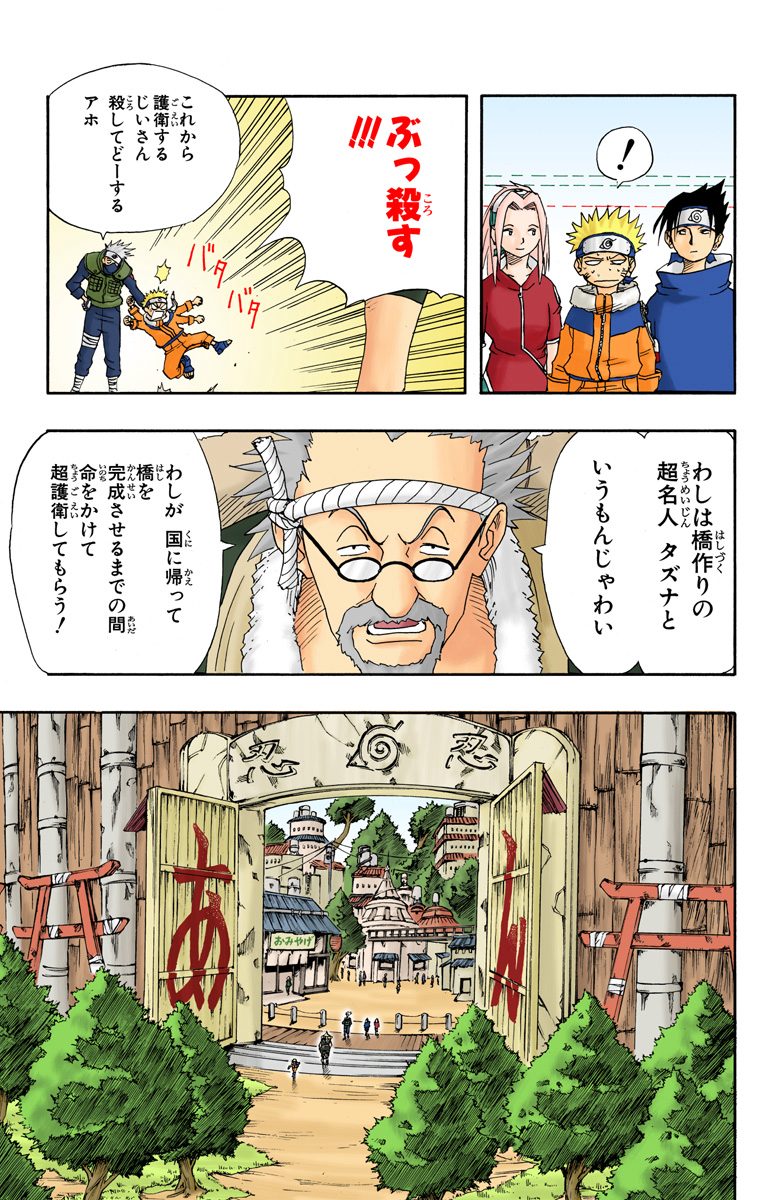 ！
ぶっ殺す
!!!
これから
護衛する
じいさん
殺してどーする
アホ
バタ
バタ
わしは橋作りの
超名人 タズナと
いうもんじゃわい
わしが 国に帰って
橋を
完成させるまでの間
命をかけて
超護衛してもらう！
忍 忍
あ ん
おみやげ